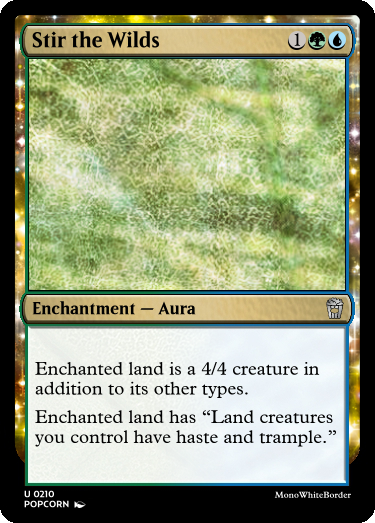 Stir the Wilds 1
Enchantment — Aura
Enchanted land is a 4/4 creature in
addition to its other types.
Enchanted land has “Land creatures
you control have haste and trample.”
U 0210
POPCORN
MonoWhiteBorder